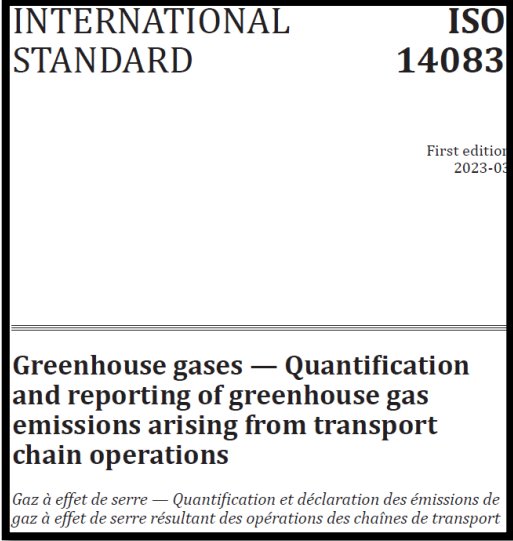 INTERNATIONAL
STANDARD
ISO
14083
First edition
2023-03
Greenhouse gases — Quantification
and reporting of greenhouse gas
emissions arising from transport
chain operations
Gaz à effet de serre — Quantification et déclaration des émissions de
gaz à effet de serre résultant des opérations des chaînes de transport